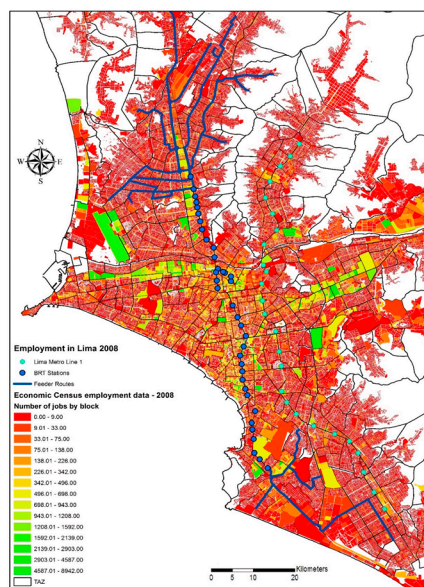 N
W E
S
Employment in Lima 2008
Lima Metro Line 1
BRT Stations
Feeder Routes
Economic Census employment data - 2008
Number of jobs by block
0.00 - 9.00
9.01 - 33.00
33.01 - 75.00
75.01 - 138.00
138.01 - 226.00
226.01 - 342.00
342.01 - 496.00
496.01 - 698.00
698.01 - 943.00
943.01 - 1208.00
1208.01 - 1592.00
1592.01 - 2139.00
2139.01 - 2903.00
2903.01 - 4587.00
4587.01 - 8942.00
TAZ
Kilometers
0 5 10 20